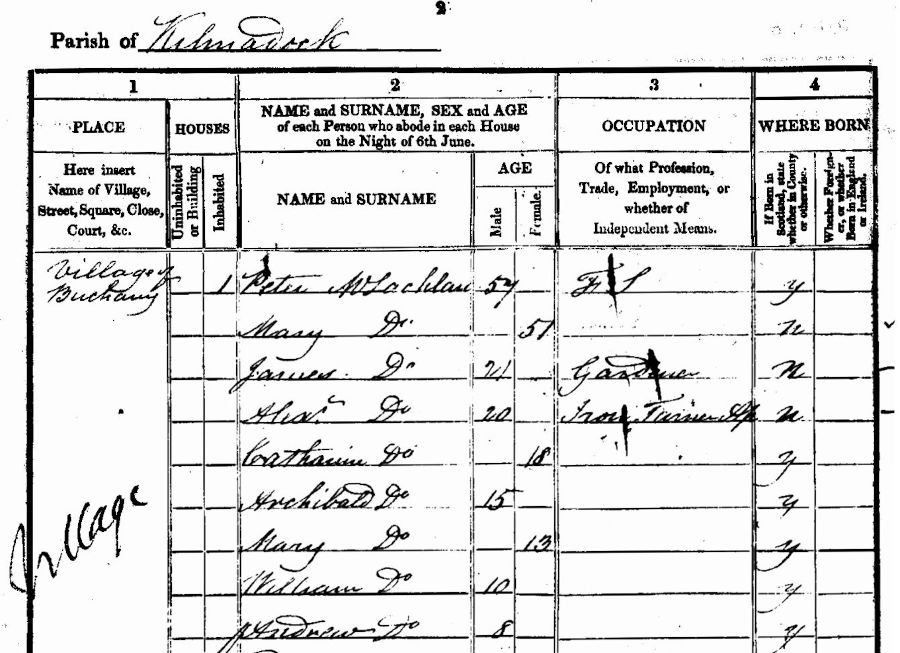 2
Parish of Kilmadock
1 2 3 4
PLACE HOUSES NAME and SURNAME, SEX and AGE of each Person who abode in each House on the Night of 6th June. OCCUPATION WHERE BORN
Here insert Name of Village, Street, Square, Close, Court, &c.
Uninhabited or Building
Inhabited
NAME and SURNAME
AGE
Male
Female.
Of what Profession, Trade, Employment, or whether of Independent Means.
If Born in Scotland, state whether in County or otherwise.
Whether Foreigner, or whether Born in England or Ireland.
Village of Buchany 1 Peter McLachlan 57 F S y
Mary Do 51 n
James Do 21 Gardener n
Alexr Do 20 Iron Turner Ap n
Catharine Do 18 y
Archibald Do 15 y
Mary Do 13 y
William Do 10 y
Andrew Do 8 y
Village